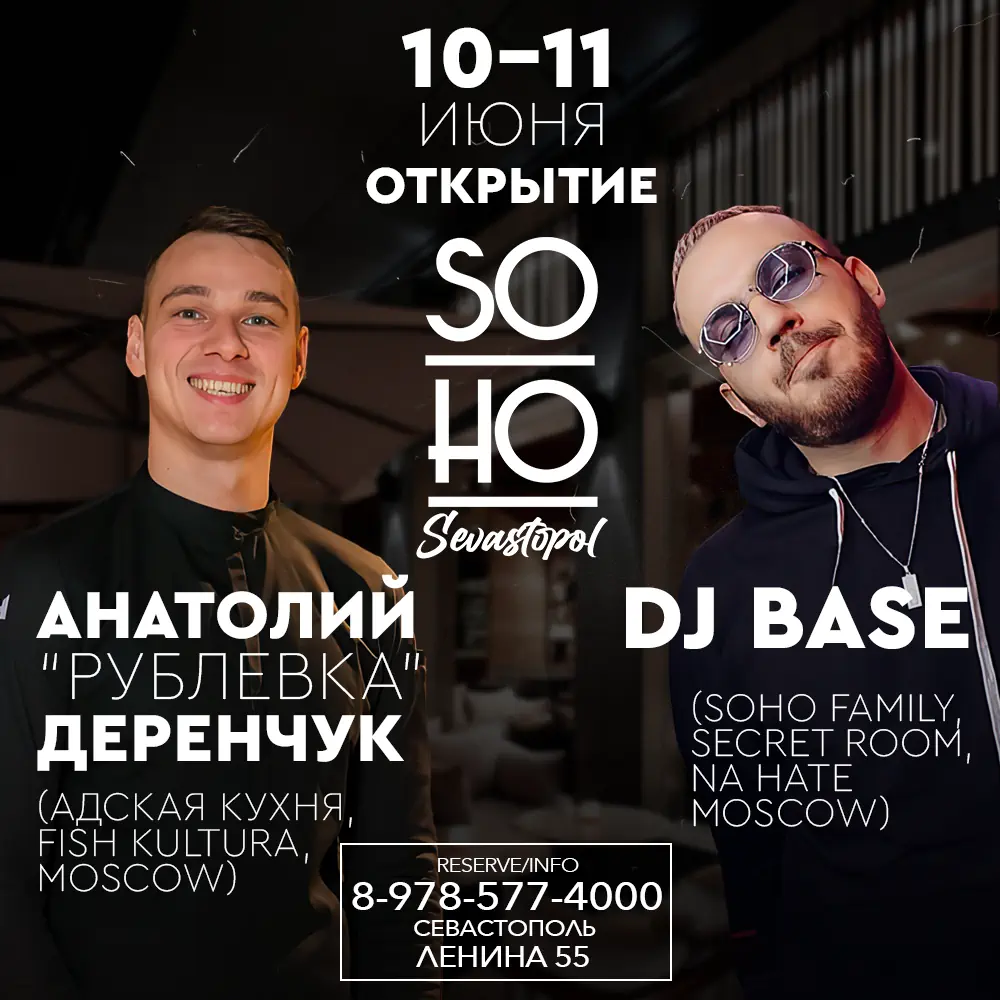 10-11
ИЮНЯ
ОТКРЫТИЕ
SO
HO
Sevastopol
АНАТОЛИЙ
"РУБЛЕВКА"
ДЕРЕНЧУК
(АДСКАЯ КУХНЯ,
FISH KULTURA,
MOSCOW)
DJ BASE
(SOHO FAMILY,
SECRET ROOM,
NA HATE
MOSCOW)
RESERVE/INFO
8-978-577-4000
СЕВАСТОПОЛЬ
ЛЕНИНА 55